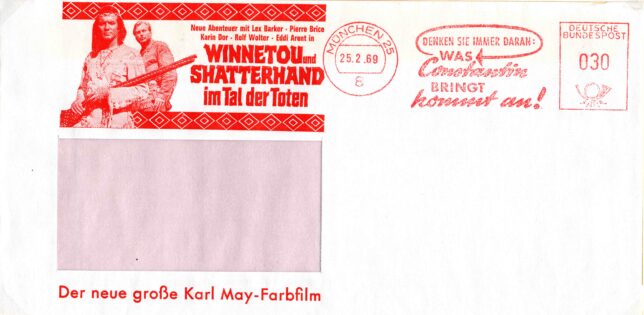 Neue Abenteuer mit Lex Barker - Pierre Brice
Karin Dor - Rolf Wolter - Eddi Arent in
WINNETOU und
SHATTERHAND
im Tal der Toten
MÜNCHEN 25
25.2.69
8
DENKEN SIE IMMER DARAN:
WAS
Constantin
BRINGT
kommt an!
DEUTSCHE
BUNDESPOST
030
Der neue große Karl May-Farbfilm